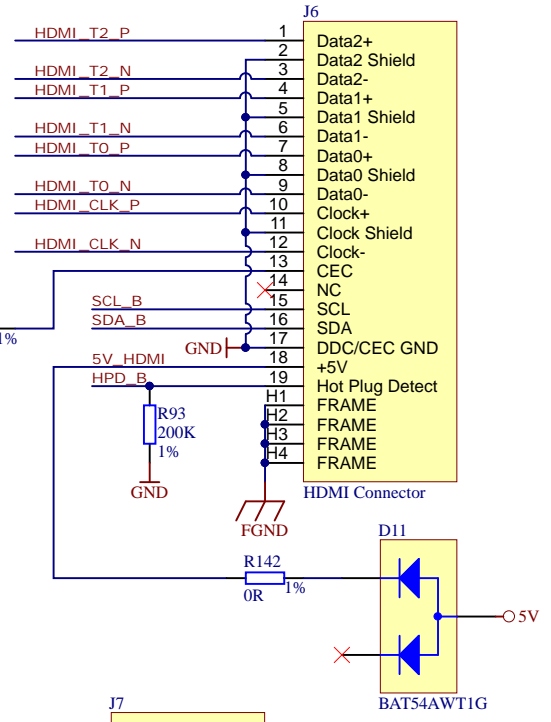 J6
HDMI_T2_P 1 Data2+
2 Data2 Shield
HDMI_T2_N 3 Data2-
HDMI_T1_P 4 Data1+
5 Data1 Shield
HDMI_T1_N 6 Data1-
HDMI_T0_P 7 Data0+
8 Data0 Shield
HDMI_T0_N 9 Data0-
HDMI_CLK_P 10 Clock+
11 Clock Shield
HDMI_CLK_N 12 Clock-
13 CEC
14 NC
SCL_B 15 SCL
SDA_B 16 SDA
1%
GND 17 DDC/CEC GND
5V_HDMI 18 +5V
HPD_B 19 Hot Plug Detect
H1 FRAME
R93 H2 FRAME
200K H3 FRAME
1% H4 FRAME
GND
HDMI Connector
FGND
D11
R142
0R 1%
5V
BAT54AWT1G
J7